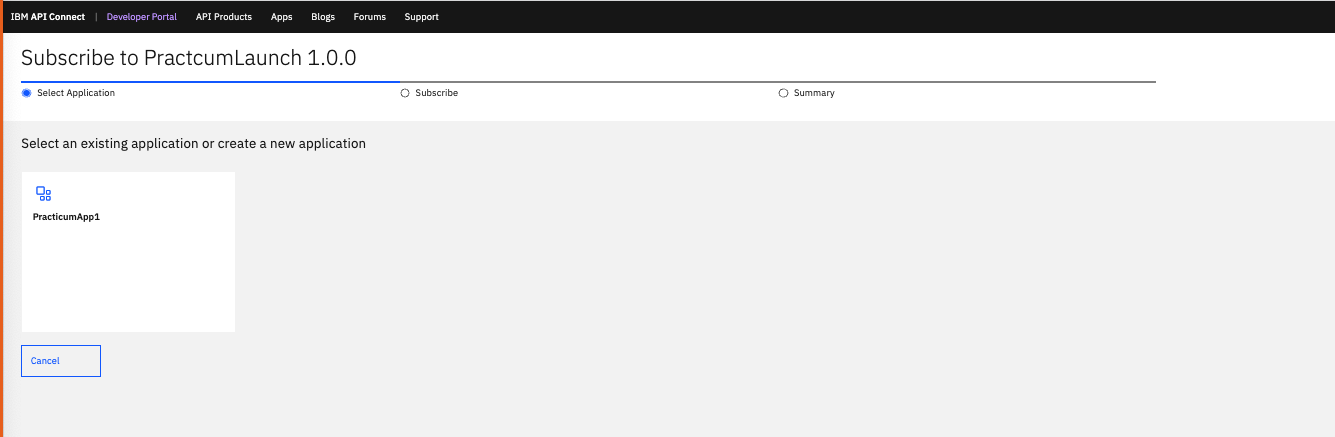 IBM API Connect | Developer Portal API Products Apps Blogs Forums Support
Subscribe to PractcumLaunch 1.0.0
Select Application Subscribe Summary
Select an existing application or create a new application
PracticumApp1
Cancel